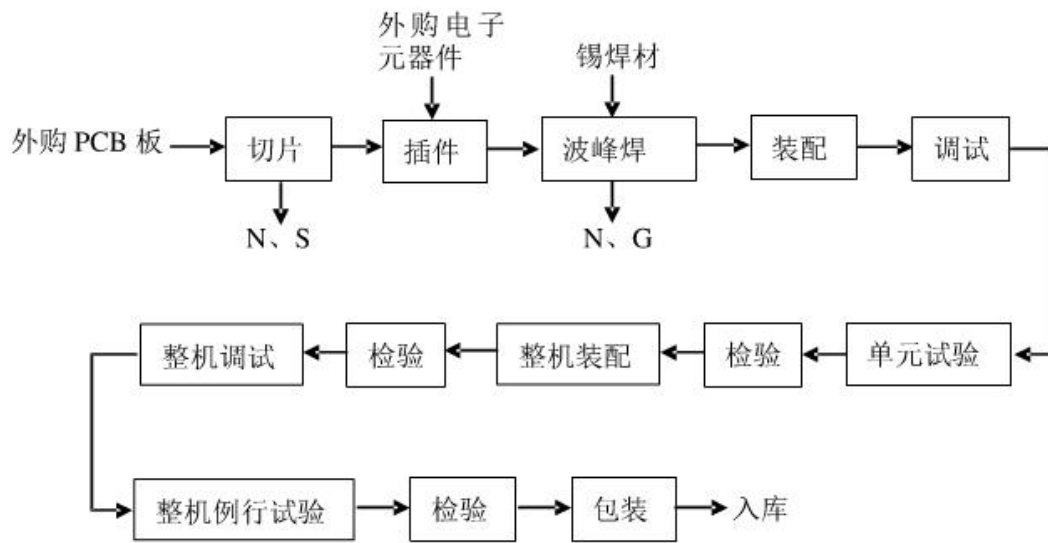 外购电子
元器件
锡焊材
外购 PCB 板
切片
插件
波峰焊
装配
调试
N、S
N、G
整机调试
检验
整机装配
检验
单元试验
整机例行试验
检验
包装
入库